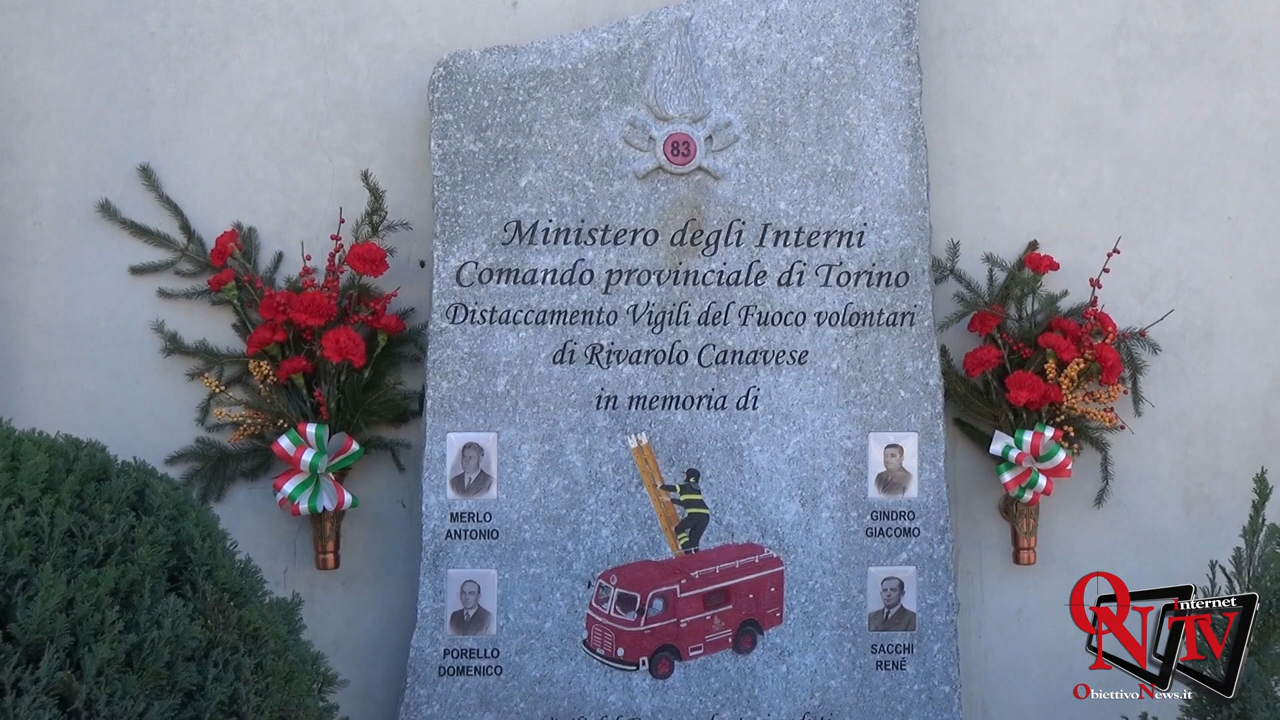 83
Ministero degli Interni
Comando provinciale di Torino
Distaccamento Vigili del Fuoco volontari
di Rivarolo Canavese
in memoria di
MERLO
ANTONIO
GINDRO
GIACOMO
PORELLO
DOMENICO
SACCHI
RENÉ
ON Internet
TV
ObiettivoNews.it